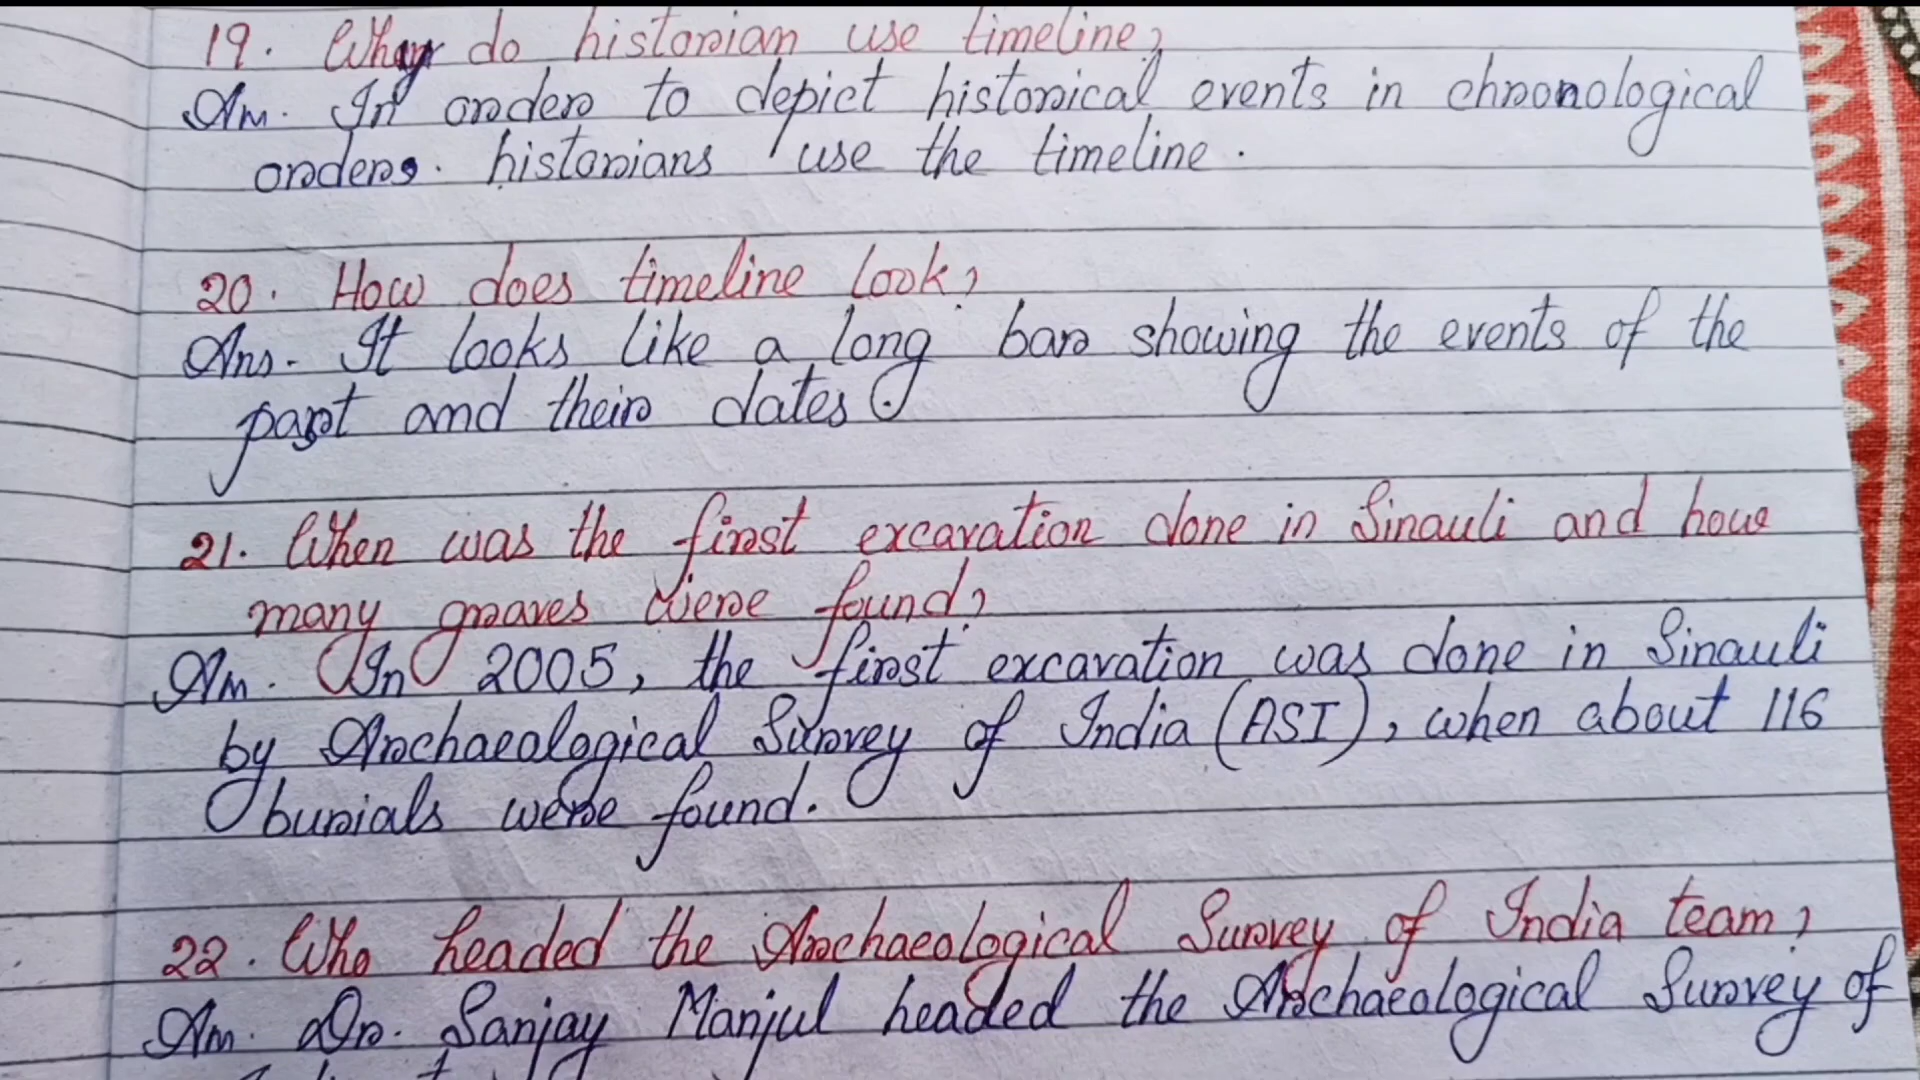 19. Why do historian use timeline?
Ans. In order to depict historical events in chronological
order. historians use the timeline.
20. How does timeline look?
Ans. It looks like a long bar showing the events of the
past and their dates.
21. When was the first excavation done in Sinauli and how
many graves were found?
Ans. In 2005, the first excavation was done in Sinauli
by Archaeological Survey of India (ASI), when about 116
burials were found.
22. Who headed the Archaeological Survey of India team?
Ans. Dr. Sanjay Manjul headed the Archaeological Survey of